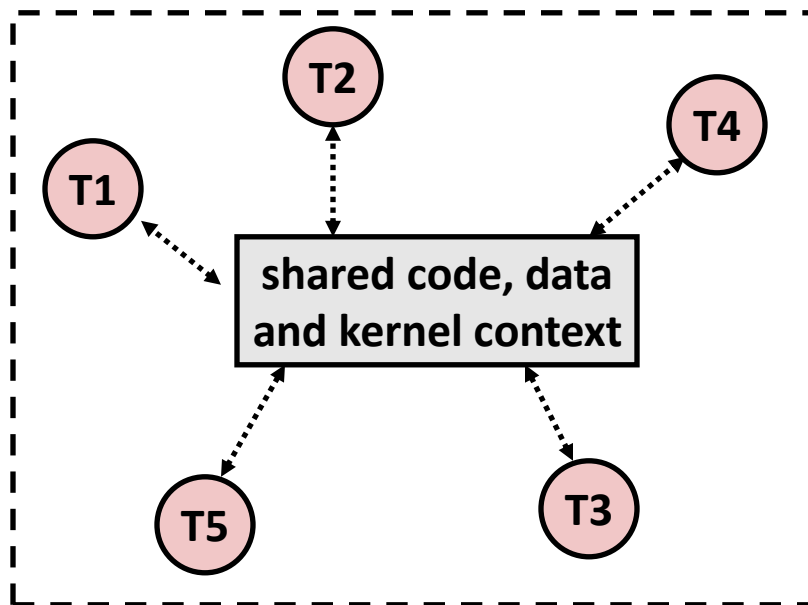 T2
T4
T1
shared code, data
and kernel context
T5
T3